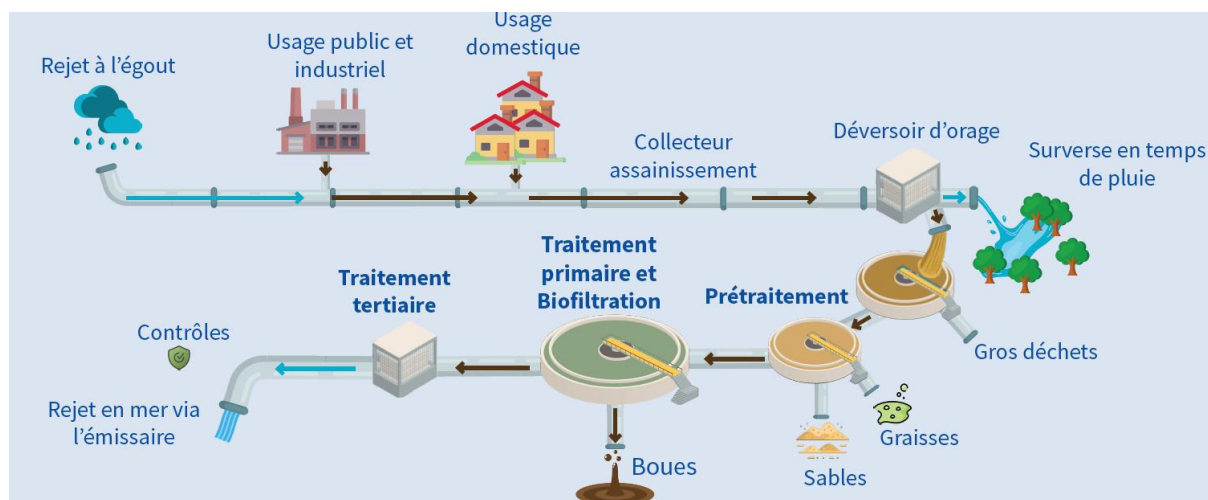 Rejet à l'égout
Usage public et
industriel
Usage
domestique
Collecteur
assainissement
Déversoir d'orage
Surverse en temps
de pluie
Traitement
tertiaire
Traitement
primaire et
Biofiltration
Prétraitement
Gros déchets
Contrôles
Rejet en mer via
l'émissaire
Boues
Sables
Graisses